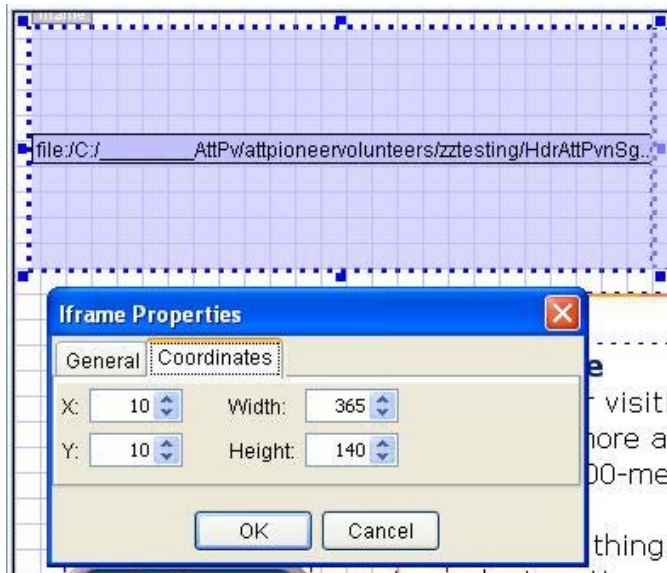 Iframe
file:/C:/_________AttPv/attpioneervolunteers/zztesting/HdrAttPvnSg...
Iframe Properties
General Coordinates
X: 10 Width: 365
Y: 10 Height: 140
OK Cancel
e
r visiti
nore a
00-me
thing